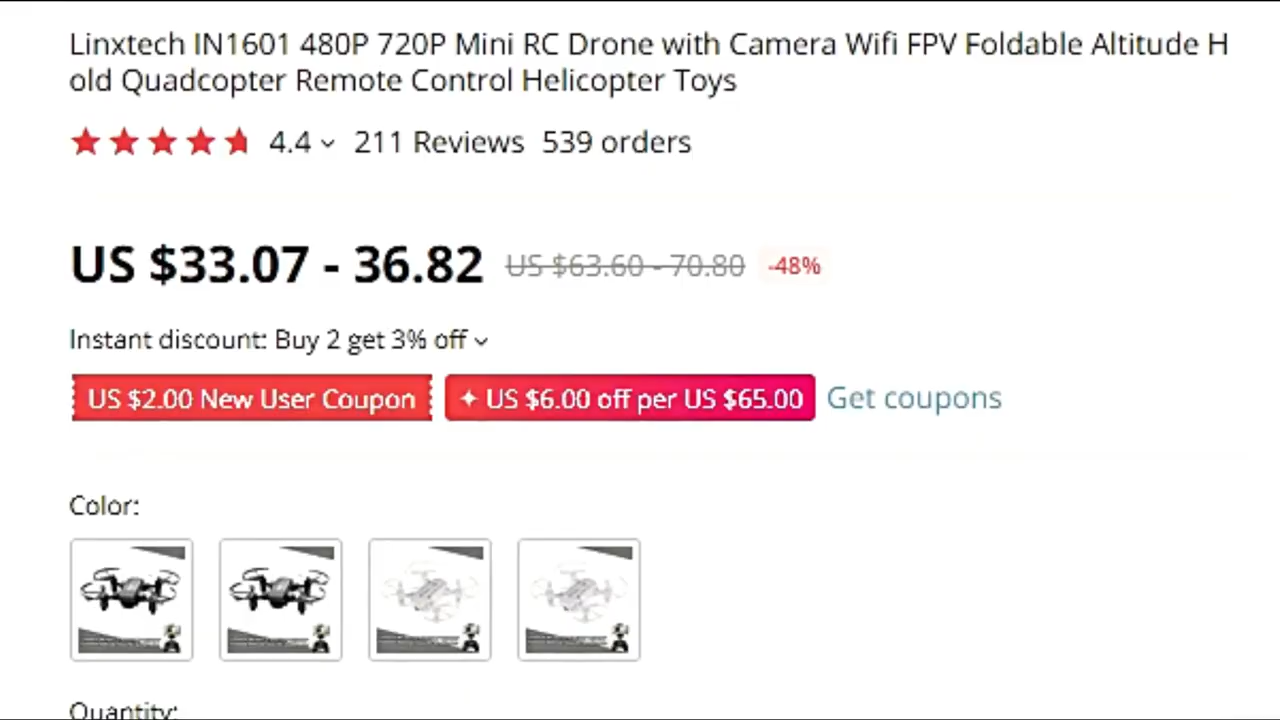 Linxtech IN1601 480P 720P Mini RC Drone with Camera Wifi FPV Foldable Altitude H
old Quadcopter Remote Control Helicopter Toys
4.4 211 Reviews 539 orders
US $33.07 - 36.82 US $63.60 - 70.80 -48%
Instant discount: Buy 2 get 3% off
US $2.00 New User Coupon US $6.00 off per US $65.00 Get coupons
Color:
Quantity: